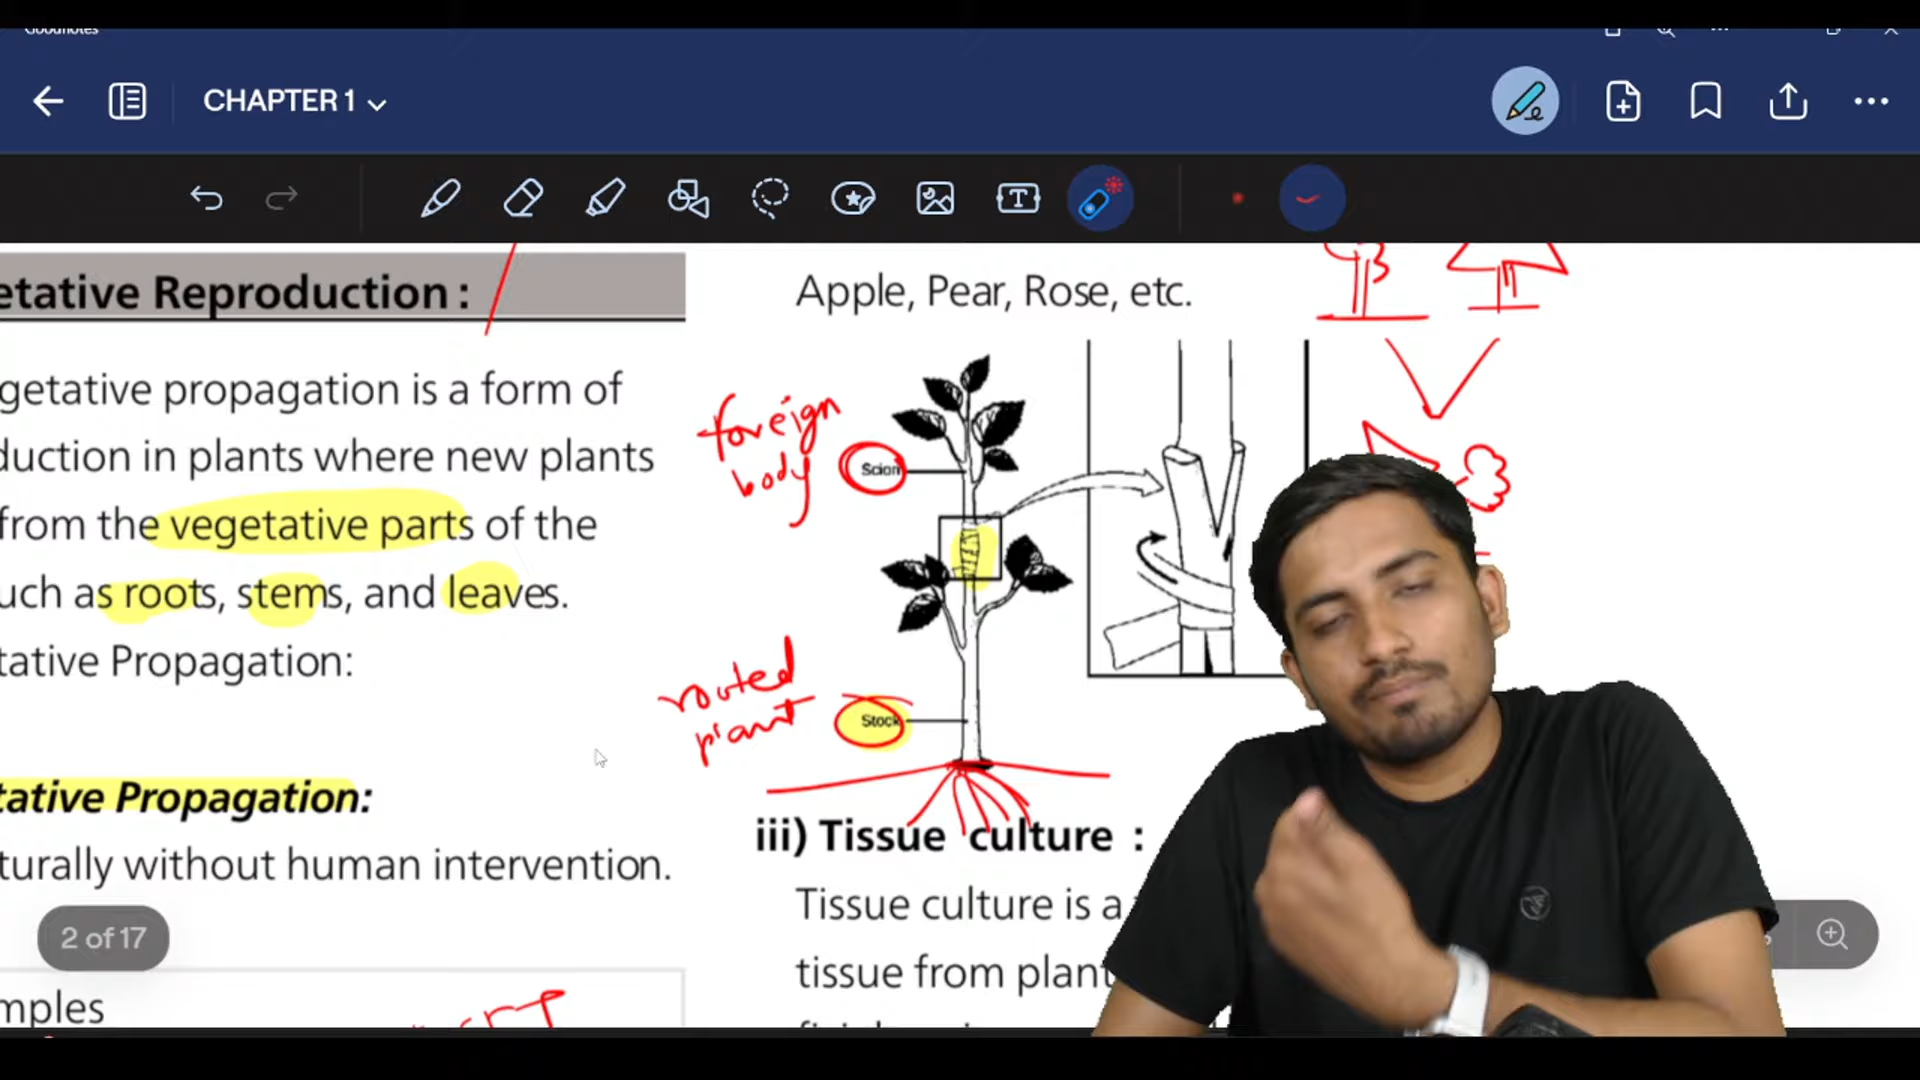 Goodnotes
CHAPTER 1
etative Reproduction :
getative propagation is a form of
duction in plants where new plants
from the vegetative parts of the
uch as roots, stems, and leaves.
tative Propagation:
tative Propagation:
turally without human intervention.
2 of 17
mples
Apple, Pear, Rose, etc.
foreign
body
Scion
rooted
plant
Stock
iii) Tissue culture :
Tissue culture is a
tissue from plant